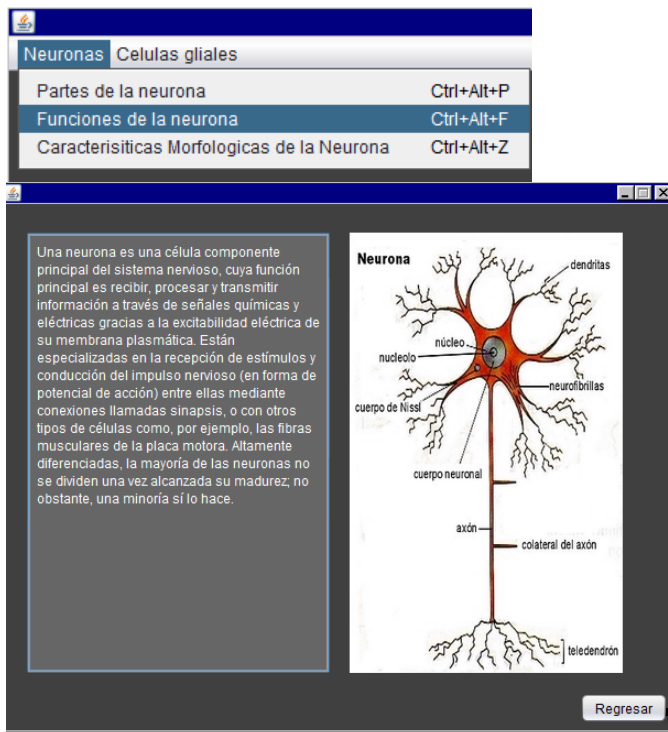 Neuronas Celulas gliales
Partes de la neurona Ctrl+Alt+P
Funciones de la neurona Ctrl+Alt+F
Caracterisiticas Morfologicas de la Neurona Ctrl+Alt+Z
Una neurona es una célula componente
principal del sistema nervioso, cuya función
principal es recibir, procesar y transmitir
información a través de señales químicas y
eléctricas gracias a la excitabilidad eléctrica de
su membrana plasmática. Están
especializadas en la recepción de estímulos y
conducción del impulso nervioso (en forma de
potencial de acción) entre ellas mediante
conexiones llamadas sinapsis, o con otros
tipos de células como, por ejemplo, las fibras
musculares de la placa motora. Altamente
diferenciadas, la mayoría de las neuronas no
se dividen una vez alcanzada su madurez; no
obstante, una minoría sí lo hace.
Neurona
dendritas
núcleo
nucleolo
neurofibrillas
cuerpo de Nissl
cuerpo neuronal
axón
colateral del axón
teledendrón
Regresar